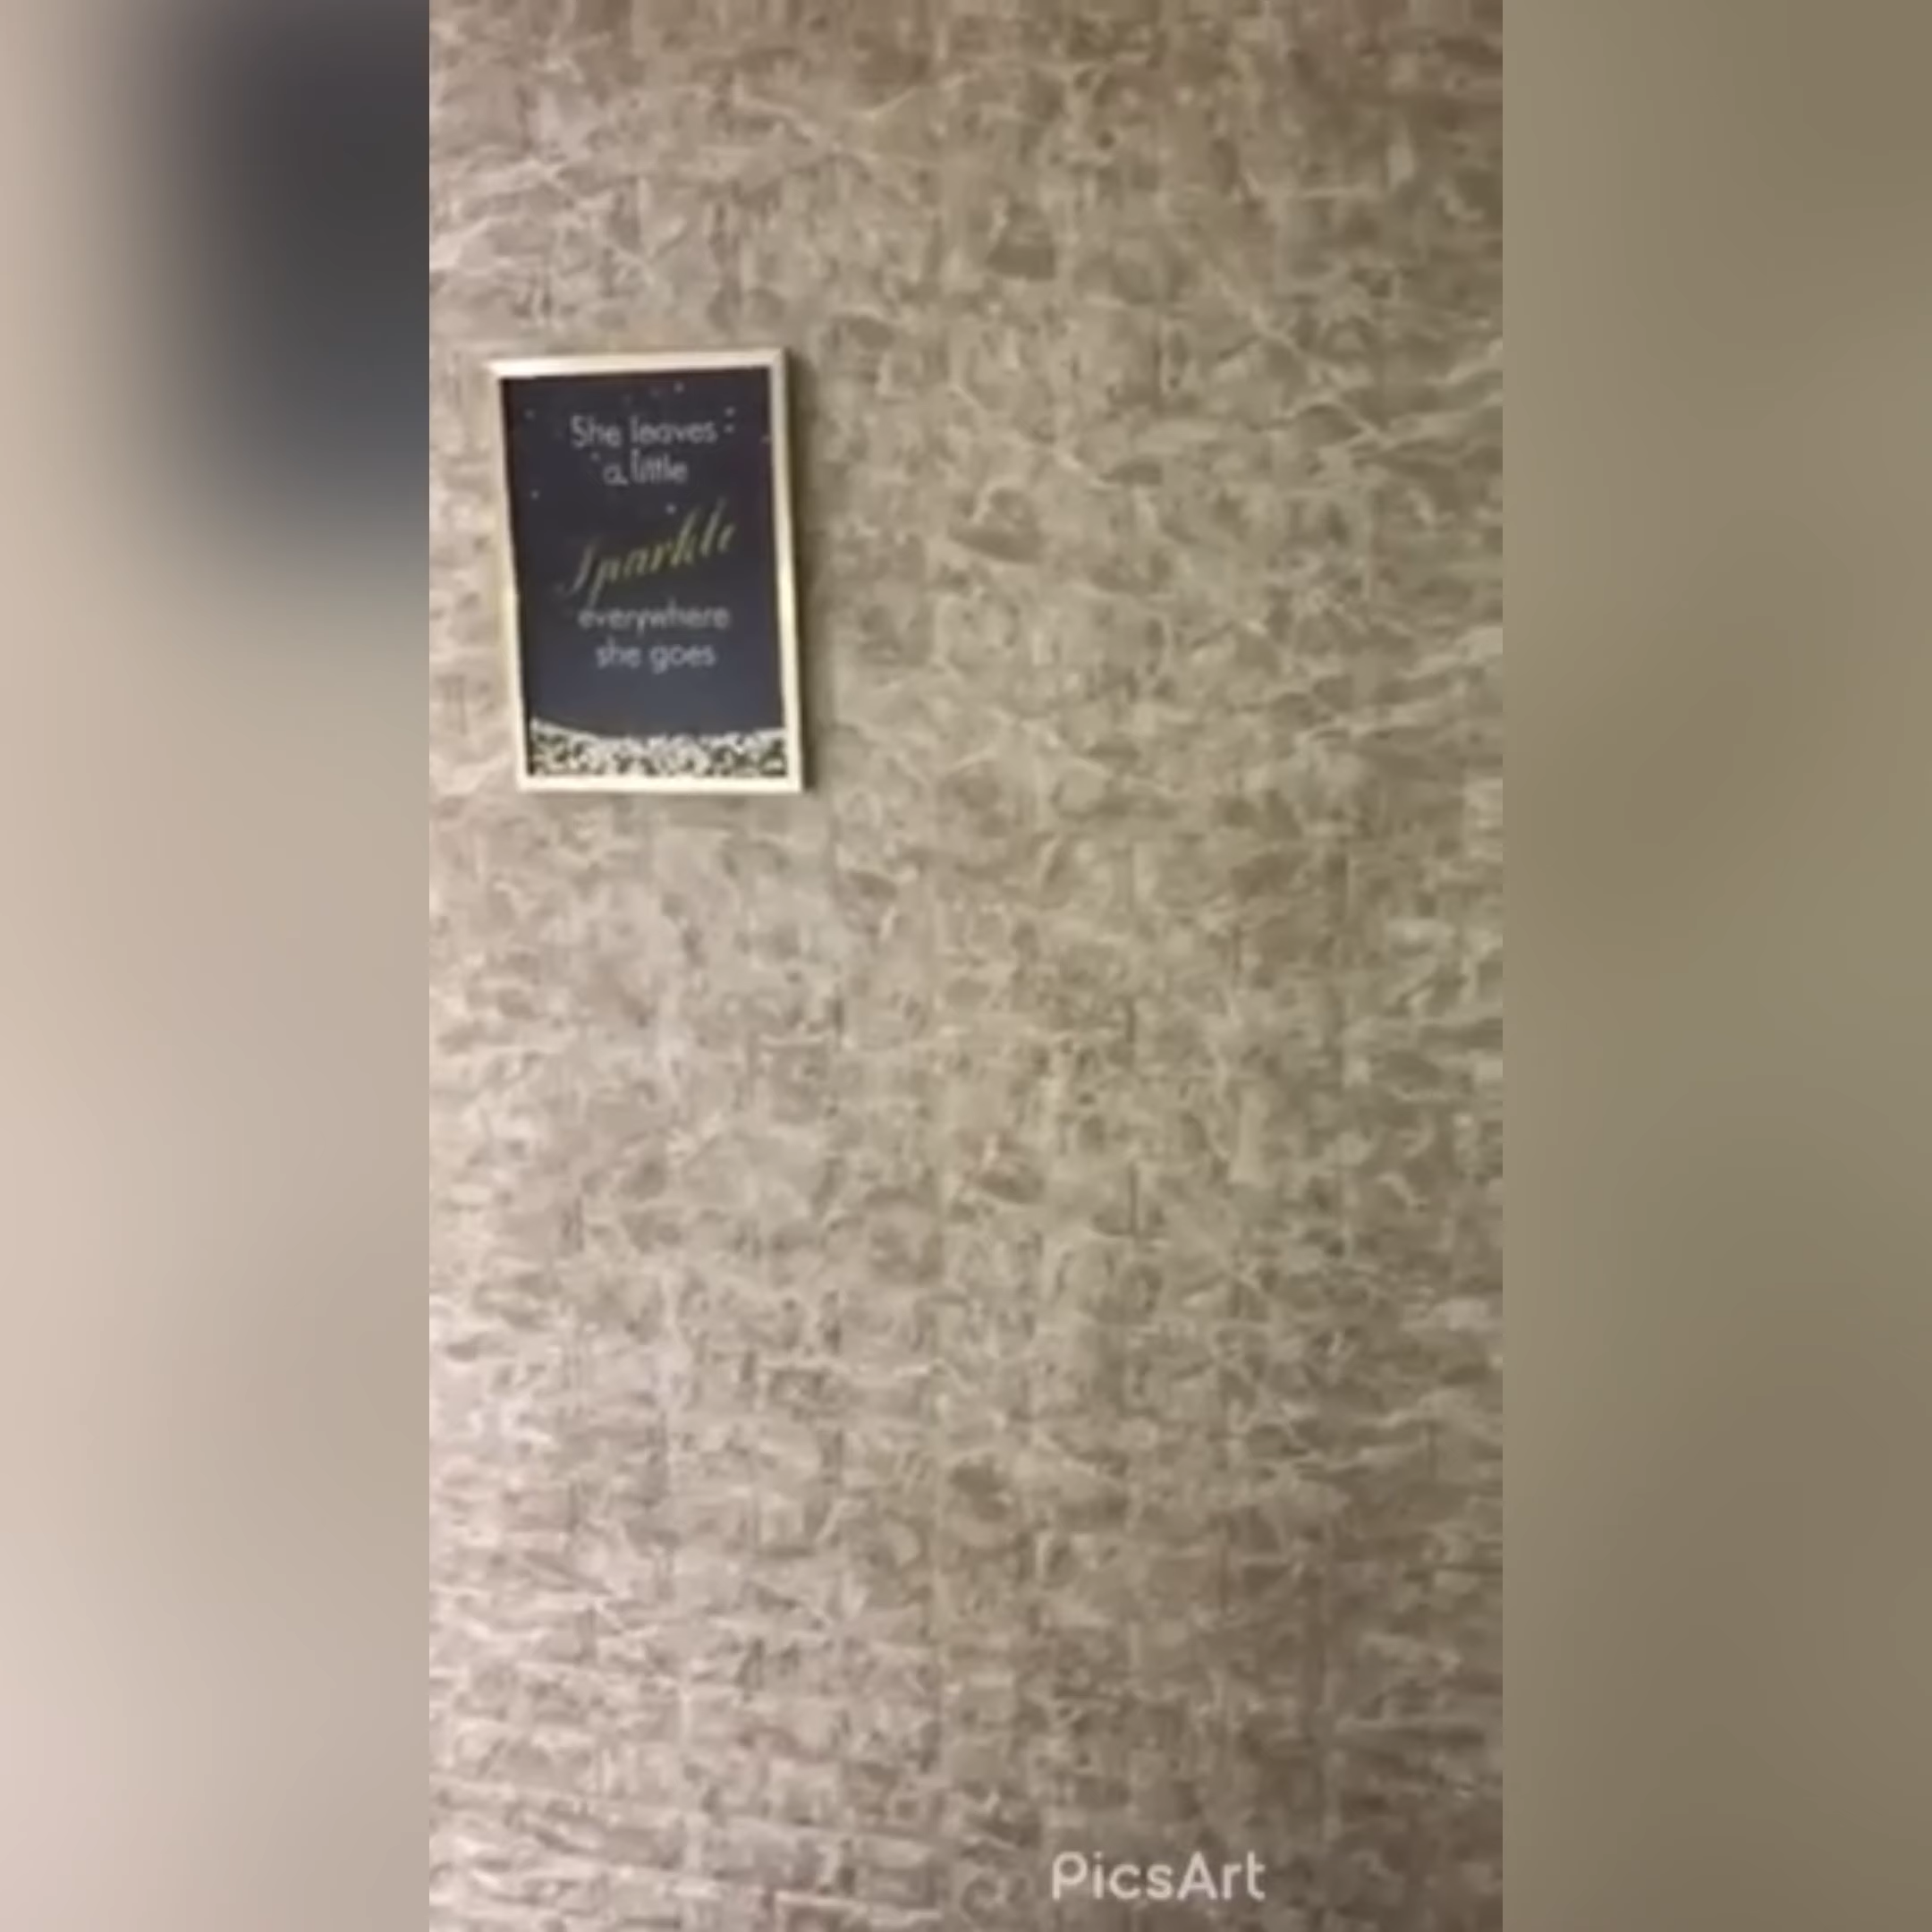 She leaves
a little
Sparkle
everywhere
she goes
PicsArt